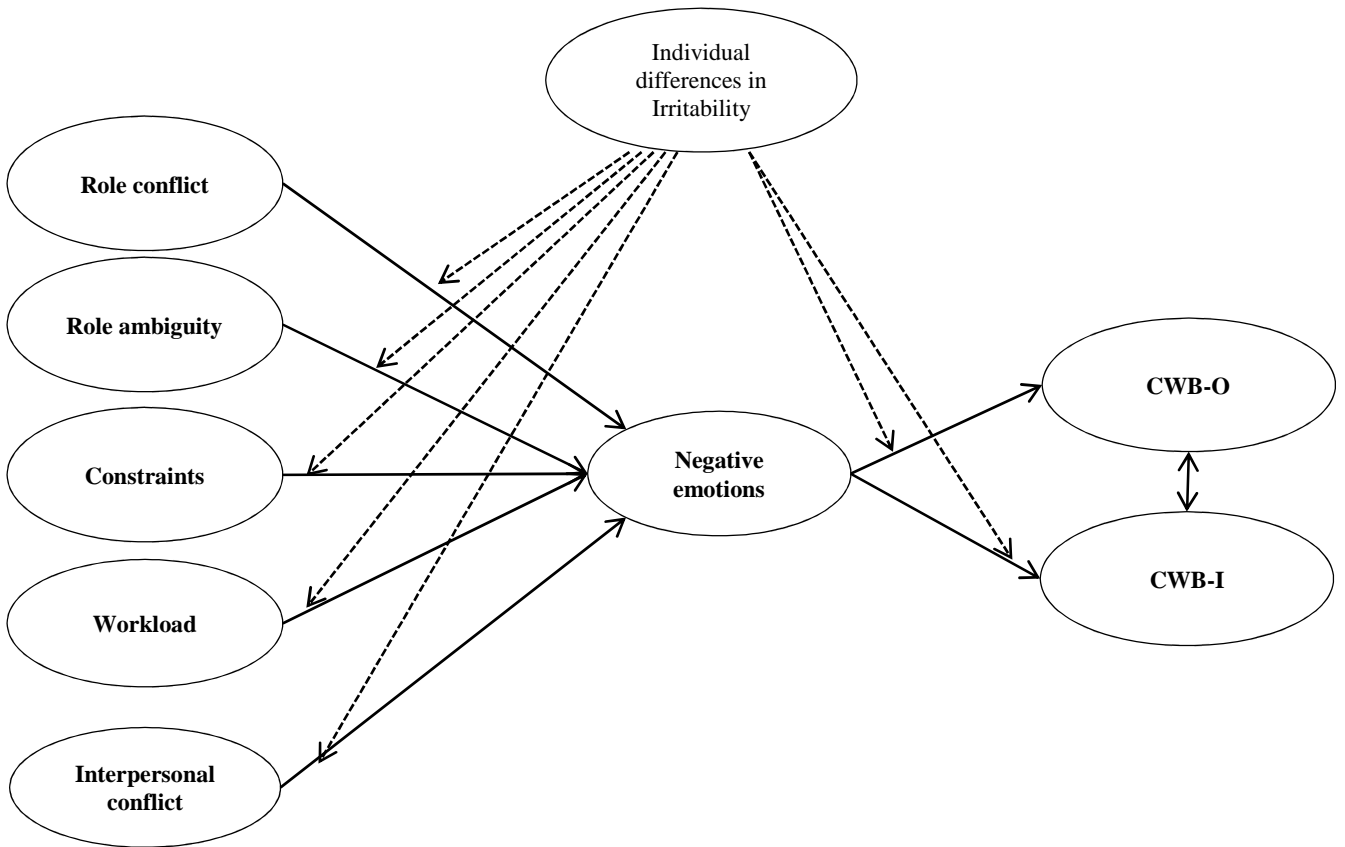 Individual
differences in
Irritability
Role conflict
Role ambiguity
Constraints
Workload
Interpersonal
conflict
Negative
emotions
CWB-O
CWB-I